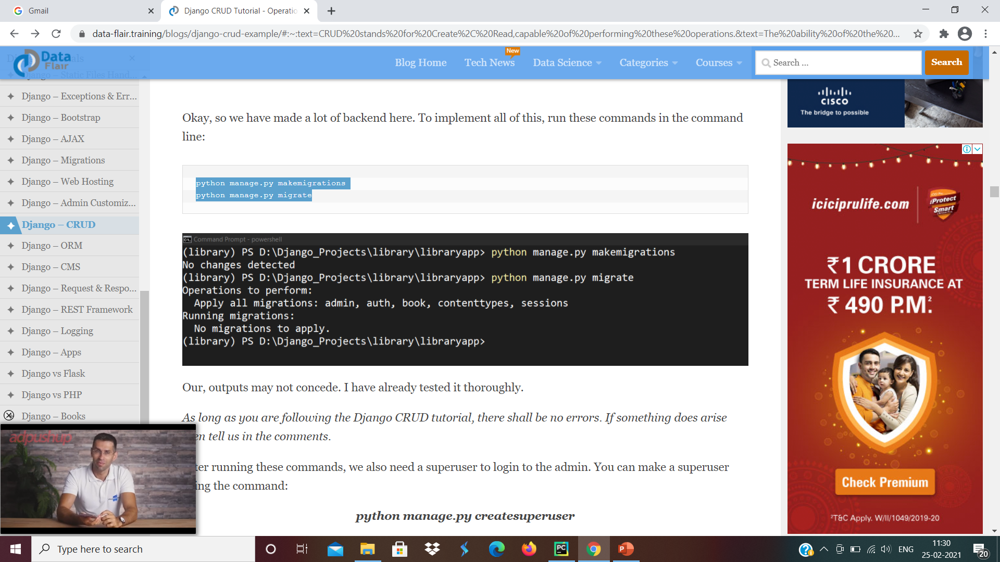 Gmail
Django CRUD Tutorial - Operatio
data-flair.training/blogs/django-crud-example/#:~:text=CRUD%20stands%20for%20Create%2C%20Read,capable%20of%20performing%20these%20operations.&text=The%20ability%20of%20the%20...
Data
Flair
Blog Home
Tech News
New
Data Science
Categories
Courses
Search ...
Search
Django – Static Files Hand...
Django – Exceptions & Err...
Django – Bootstrap
Django – AJAX
Django – Migrations
Django – Web Hosting
Django – Admin Customiz...
Django – CRUD
Django – ORM
Django – CMS
Django – Request & Respo...
Django – REST Framework
Django – Logging
Django – Apps
Django vs Flask
Django vs PHP
Django – Books
adpushup
Okay, so we have made a lot of backend here. To implement all of this, run these commands in the command
line:
python manage.py makemigrations
python manage.py migrate
Command Prompt - powershell
(library) PS D:\Django_Projects\library\libraryapp> python manage.py makemigrations
No changes detected
(library) PS D:\Django_Projects\library\libraryapp> python manage.py migrate
Operations to perform:
Apply all migrations: admin, auth, book, contenttypes, sessions
Running migrations:
No migrations to apply.
(library) PS D:\Django_Projects\library\libraryapp>
Our, outputs may not concede. I have already tested it thoroughly.
As long as you are following the Django CRUD tutorial, there shall be no errors. If something does arise
en tell us in the comments.
ter running these commands, we also need a superuser to login to the admin. You can make a superuser
ing the command:
python manage.py createsuperuser
CISCO
The bridge to possible
iciciprulife.com
iProtect
Smart
₹1 CRORE
TERM LIFE INSURANCE AT
₹ 490 P.M.²
Check Premium
²T&C Apply. W/II/1049/2019-20
Type here to search
PC
P
ENG
11:30
25-02-2021
20